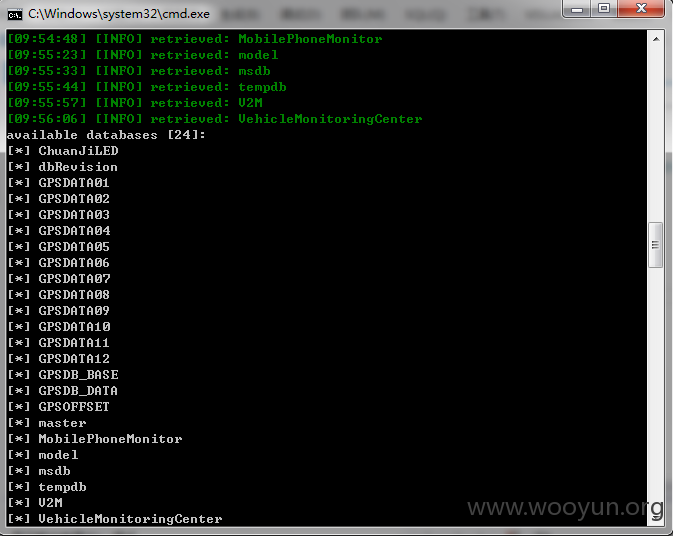 C:\Windows\system32\cmd.exe
[09:54:48] [INFO] retrieved: MobilePhoneMonitor
[09:55:23] [INFO] retrieved: model
[09:55:33] [INFO] retrieved: msdb
[09:55:44] [INFO] retrieved: tempdb
[09:55:57] [INFO] retrieved: V2M
[09:56:06] [INFO] retrieved: VehicleMonitoringCenter
available databases [24]:
[*] ChuanJiLED
[*] dbRevision
[*] GPSDATA01
[*] GPSDATA02
[*] GPSDATA03
[*] GPSDATA04
[*] GPSDATA05
[*] GPSDATA06
[*] GPSDATA07
[*] GPSDATA08
[*] GPSDATA09
[*] GPSDATA10
[*] GPSDATA11
[*] GPSDATA12
[*] GPSDB_BASE
[*] GPSDB_DATA
[*] GPSOFFSET
[*] master
[*] MobilePhoneMonitor
[*] model
[*] msdb
[*] tempdb
[*] V2M
[*] VehicleMonitoringCenter
www.wooyun.org